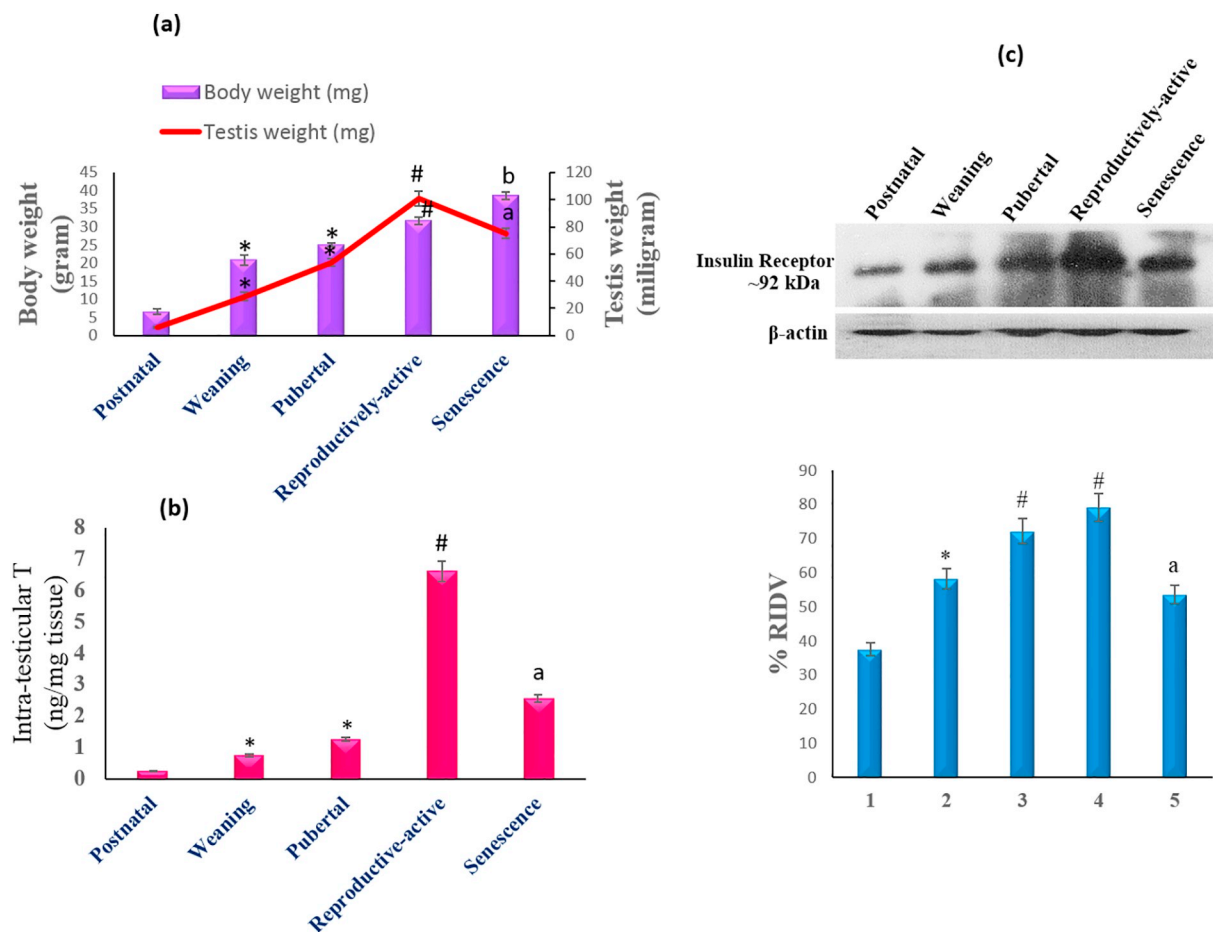 (a)
Body weight (mg)
Testis weight (mg)
Body weight
(gram)
45
40
35
30
25
20
15
10
5
0
*
*
*
*
#
#
b
a
120
100
80
60
40
20
0
Testis weight
(miligram)
Postnatal
Weaning
Pubertal
Reproductively-active
Senescence
(b)
Intra-testicular T
(ng/mg tissue)
8
7
6
5
4
3
2
1
0
*
*
#
a
Postnatal
Weaning
Pubertal
Reproductive-active
Senescence
(c)
Postnatal
Weaning
Pubertal
Reproductively-active
Senescence
Insulin Receptor
~92 kDa
β-actin
% RIDV
90
80
70
60
50
40
30
20
10
0
*
#
#
a
1 2 3 4 5